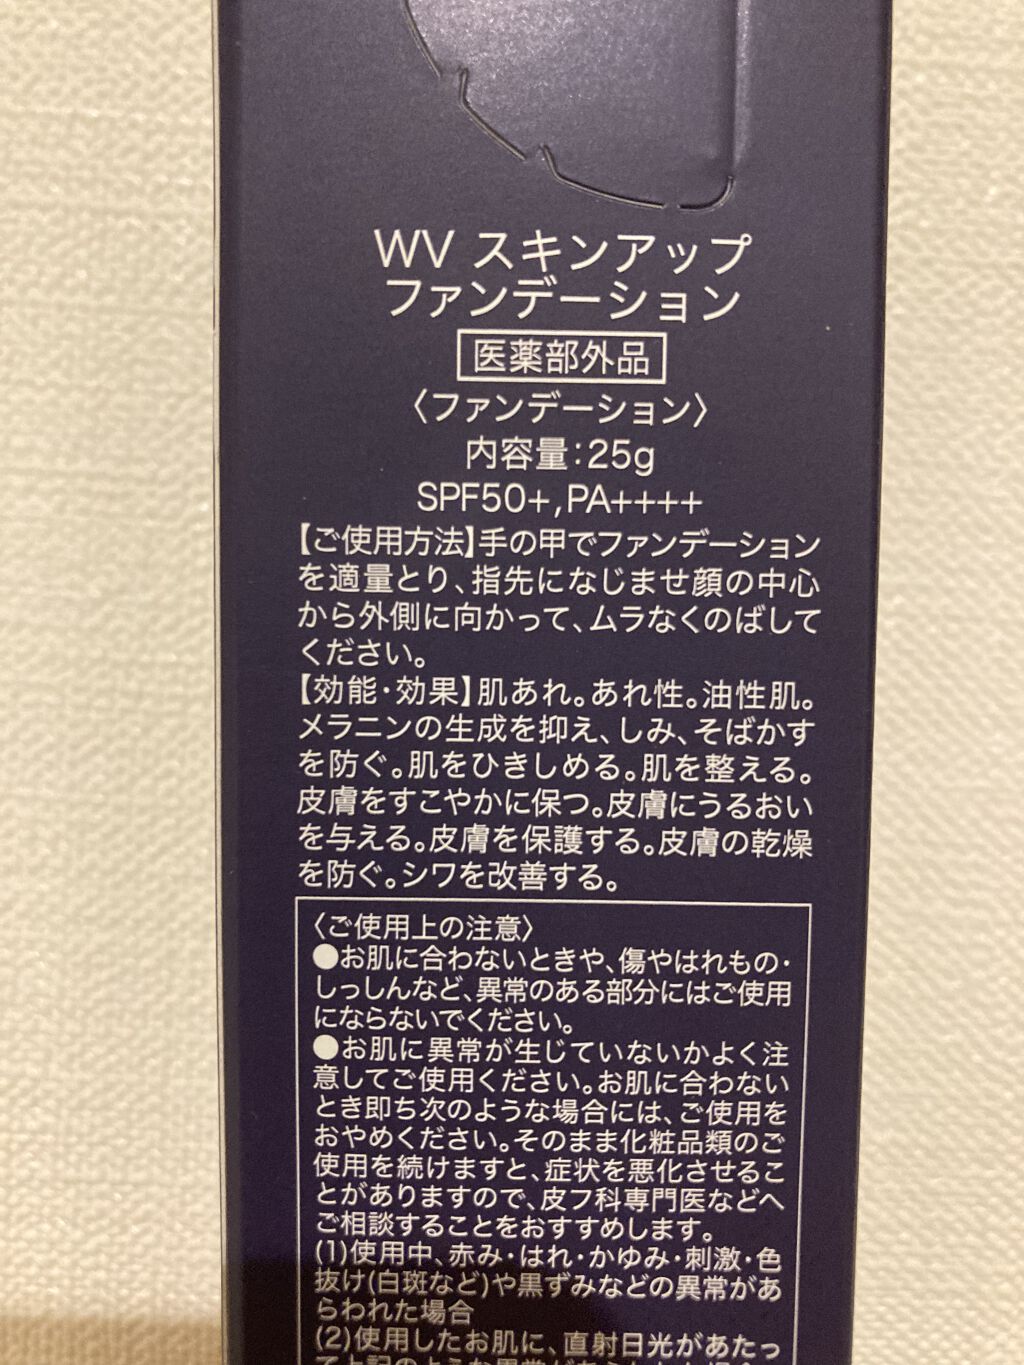 WV スキンアップ
ファンデーション
医薬部外品
〈ファンデーション〉
内容量:25g
SPF50+,PA++++
【ご使用方法】手の甲でファンデーション
を適量とり、指先になじませ顔の中心
から外側に向かって、ムラなくのばして
ください。
【効能・効果】肌あれ。あれ性。油性肌。
メラニンの生成を抑え、しみ、そばかす
を防ぐ。肌をひきしめる。肌を整える。
皮膚をすこやかに保つ。皮膚にうるおい
を与える。皮膚を保護する。皮膚の乾燥
を防ぐ。シワを改善する。
〈ご使用上の注意〉
●お肌に合わないときや、傷やはれもの・
しっしんなど、異常のある部分にはご使用
にならないでください。
●お肌に異常が生じていないかよく注
意してご使用ください。お肌に合わない
とき即ち次のような場合には、ご使用を
おやめください。そのまま化粧品類のご
使用を続けますと、症状を悪化させるこ
とがありますので、皮フ科専門医などへ
ご相談することをおすすめします。
(1)使用中、赤み・はれ・かゆみ・刺激・色
抜け(白斑など)や黒ずみなどの異常があ
らわれた場合
(2)使用したお肌に、直射日光があたっ